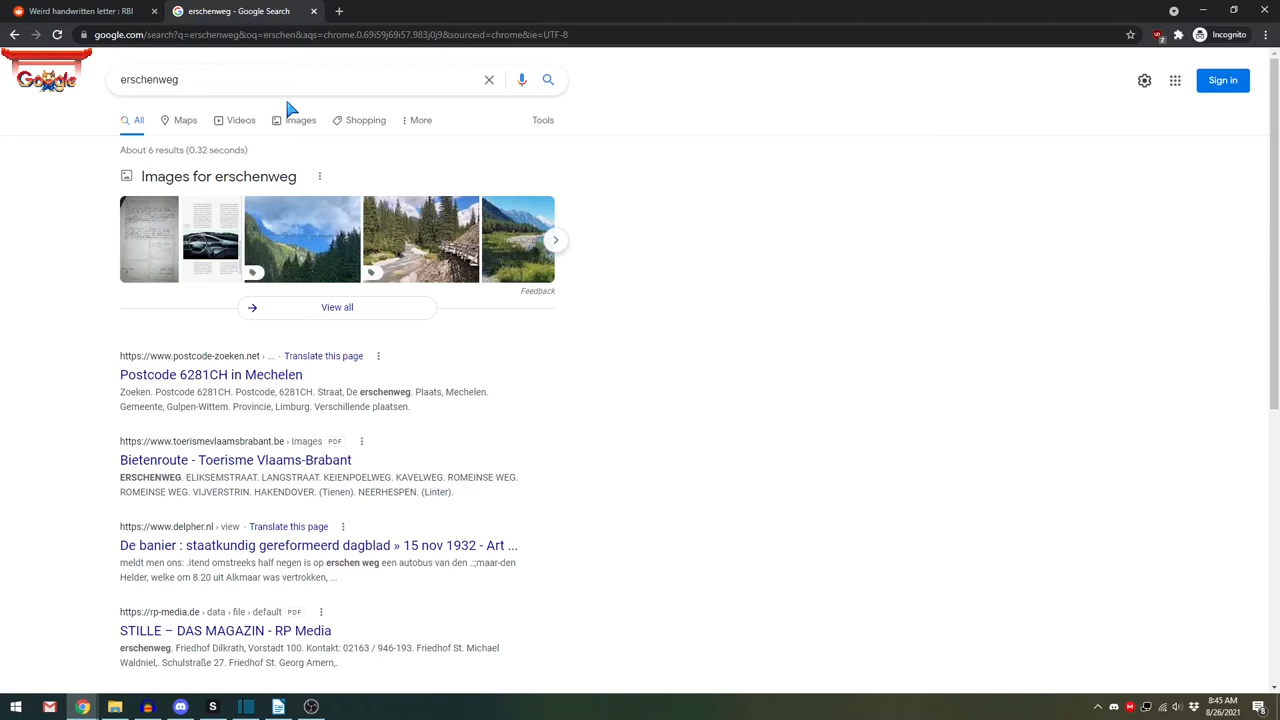 Weird handwritten letter : RBI
erschenweg - Google Search
google.com/search?q=erschenweg&oq=erschenweg&aqs=chrome.0.69i59j69i57.983j0j9&sourceid=chrome&ie=UTF-8
Incognito
Google
erschenweg
Sign in
All Maps Videos Images Shopping More Tools
About 6 results (0.32 seconds)
Images for erschenweg
Feedback
View all
https://www.postcode-zoeken.net › ... · Translate this page
Postcode 6281CH in Mechelen
Zoeken. Postcode 6281CH. Postcode, 6281CH. Straat, De erschenweg. Plaats, Mechelen.
Gemeente, Gulpen-Wittem. Provincie, Limburg. Verschillende plaatsen.
https://www.toerismevlaamsbrabant.be › Images PDF
Bietenroute - Toerisme Vlaams-Brabant
ERSCHENWEG. ELIKSEMSTRAAT. LANGSTRAAT. KEIENPOELWEG. KAVELWEG. ROMEINSE WEG.
ROMEINSE WEG. VIJVERSTRIN. HAKENDOVER. (Tienen). NEERHESPEN. (Linter).
https://www.delpher.nl › view · Translate this page
De banier : staatkundig gereformeerd dagblad » 15 nov 1932 - Art ...
meldt men ons: .itend omstreeks half negen is op erschen weg een autobus van den .:;maar-den
Helder, welke om 8.20 uit Alkmaar was vertrokken, ...
https://rp-media.de › data › file › default PDF
STILLE – DAS MAGAZIN - RP Media
erschenweg. Friedhof Dilkrath, Vorstadt 100. Kontakt: 02163 / 946-193. Friedhof St. Michael
Waldniel,. Schulstraße 27. Friedhof St. Georg Amern,.
8:45 AM
8/26/2021